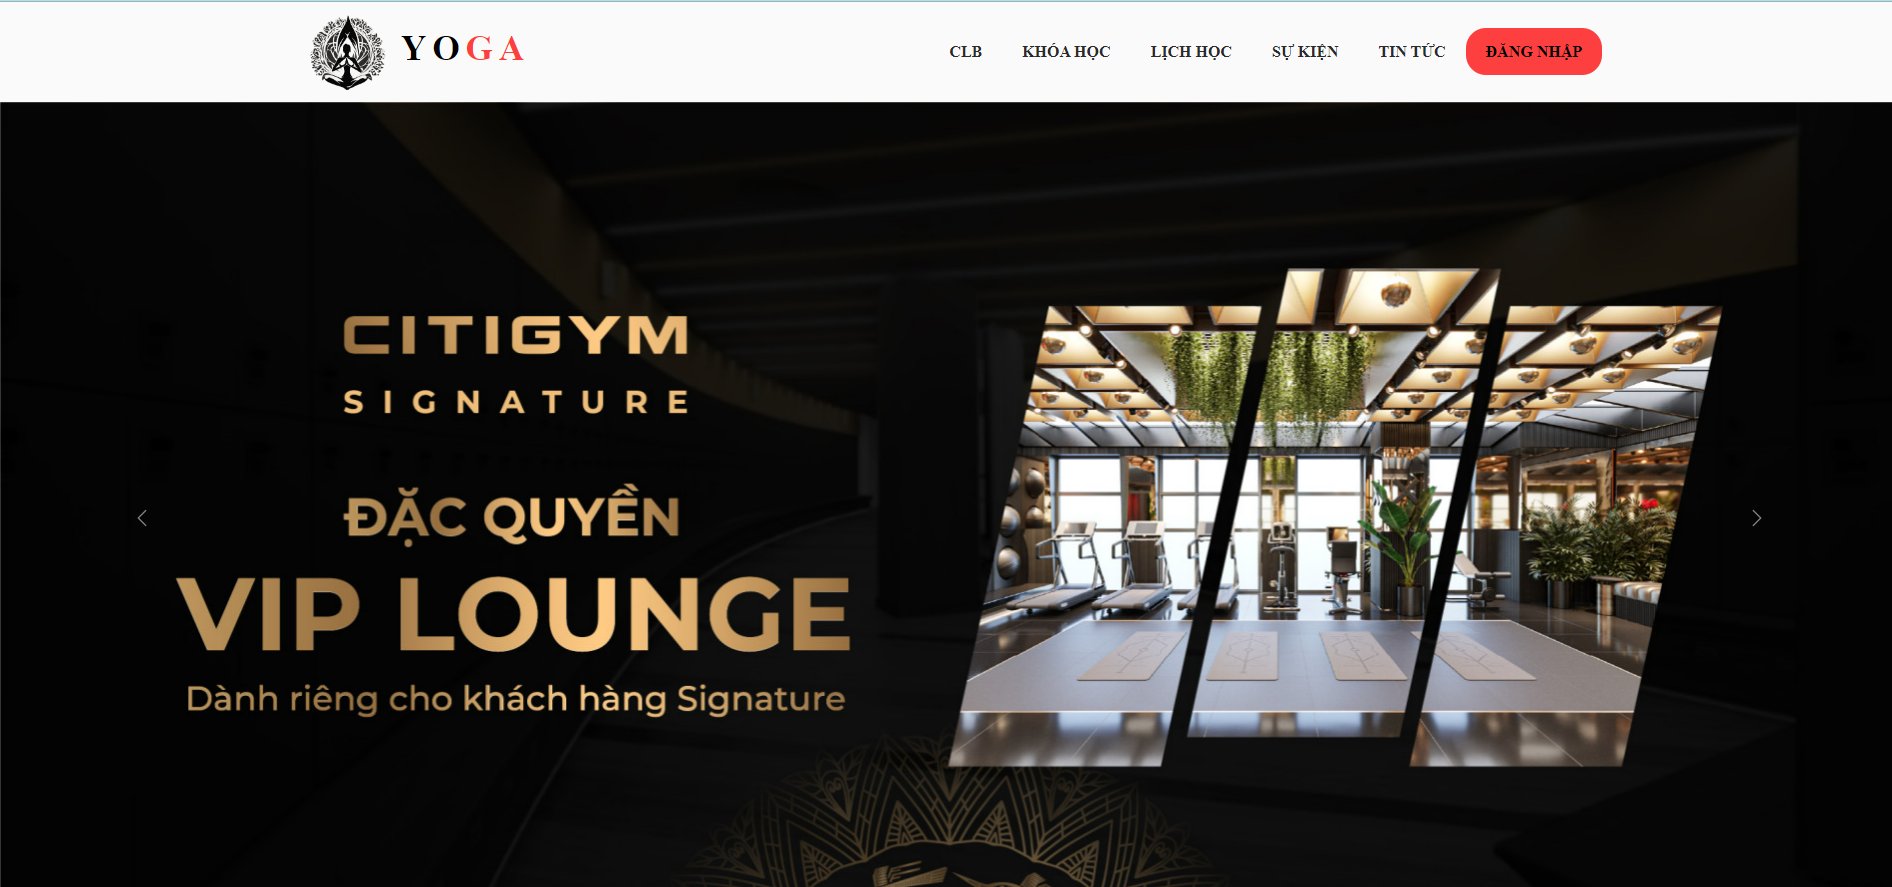 YOGA
CLB KHÓA HỌC LỊCH HỌC SỰ KIỆN TIN TỨC ĐĂNG NHẬP
CITIGYM
SIGNATURE
ĐẶC QUYỀN
VIP LOUNGE
Dành riêng cho khách hàng Signature